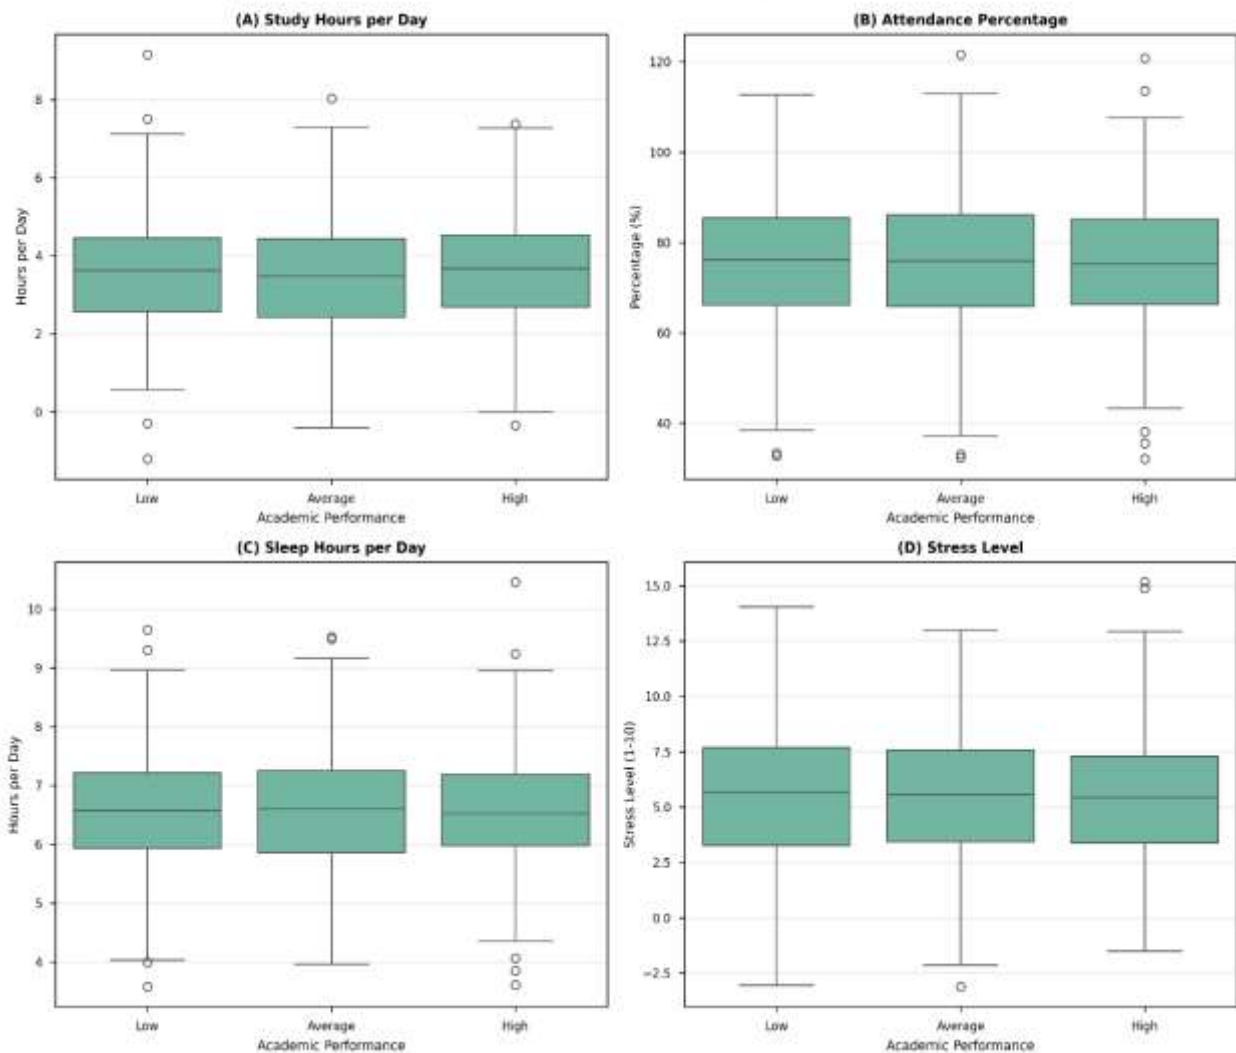 (A) Study Hours per Day
Hours per Day
8
6
4
2
0
Low Average High
Academic Performance
(B) Attendance Percentage
Percentage (%)
120
100
80
60
40
Low Average High
Academic Performance
(C) Sleep Hours per Day
Hours per Day
10
9
8
7
6
5
4
Low Average High
Academic Performance
(D) Stress Level
Stress Level (1-10)
15.0
12.5
10.0
7.5
5.0
2.5
0.0
−2.5
Low Average High
Academic Performance